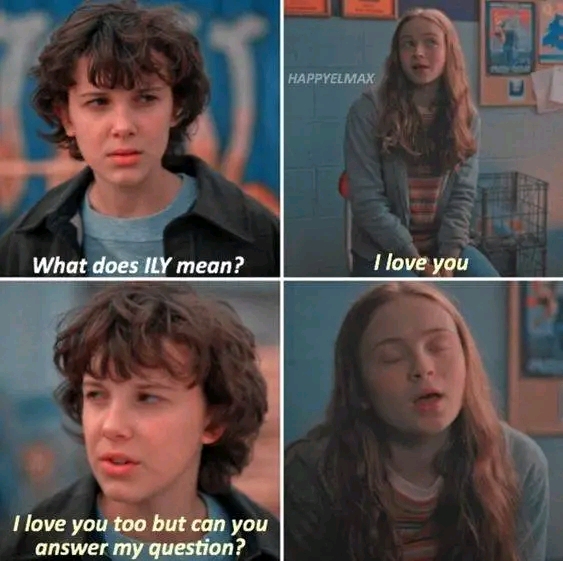 HAPPYELMAX
What does ILY mean?
I love you
I love you too but can you
answer my question?